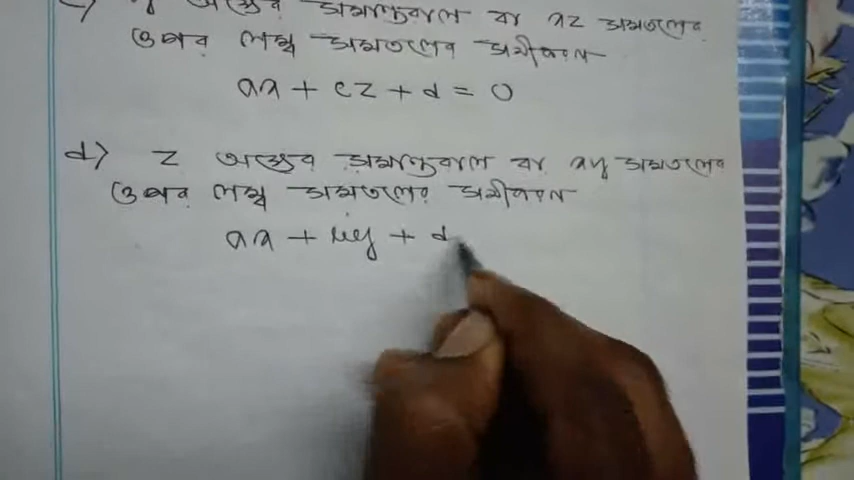 c) y অক্ষের সমান্তরাল বা xz সমতলের
উপর লম্ব সমতলের সমীকরণ
ax + cz + d = 0
d) z অক্ষের সমান্তরাল বা xy সমতলের
উপর লম্ব সমতলের সমীকরণ
ax + by + d